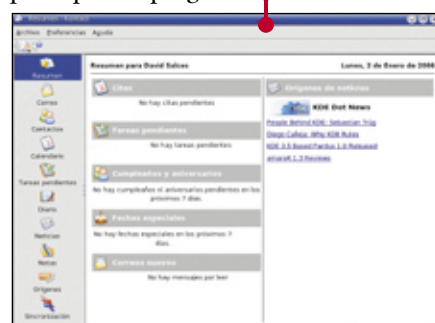 Resumen - Kontact
Archivo Preferencias Ayuda
Resumen
Correo
Contactos
Calendario
Tareas pendientes
Diario
Noticias
Notas
Orígenes
Sincronización
Resumen para David Salces
Lunes, 2 de Enero de 2006
Citas
No hay citas pendientes
Tareas pendientes
No hay tareas pendientes
Cumpleaños y aniversarios
No hay cumpleaños ni aniversarios pendientes en los
próximos 7 días.
Fechas especiales
No hay fechas especiales en los próximos 7
días.
Correos nuevos
No hay mensajes por leer
Orígenes de noticias
KDE Dot News
People Behind KDE: Sebastian Trüg
Diego Calleja: Why KDE Rules
KDE 3.5 Based Pardus 1.0 Released
amaroK 1.3 Reviews